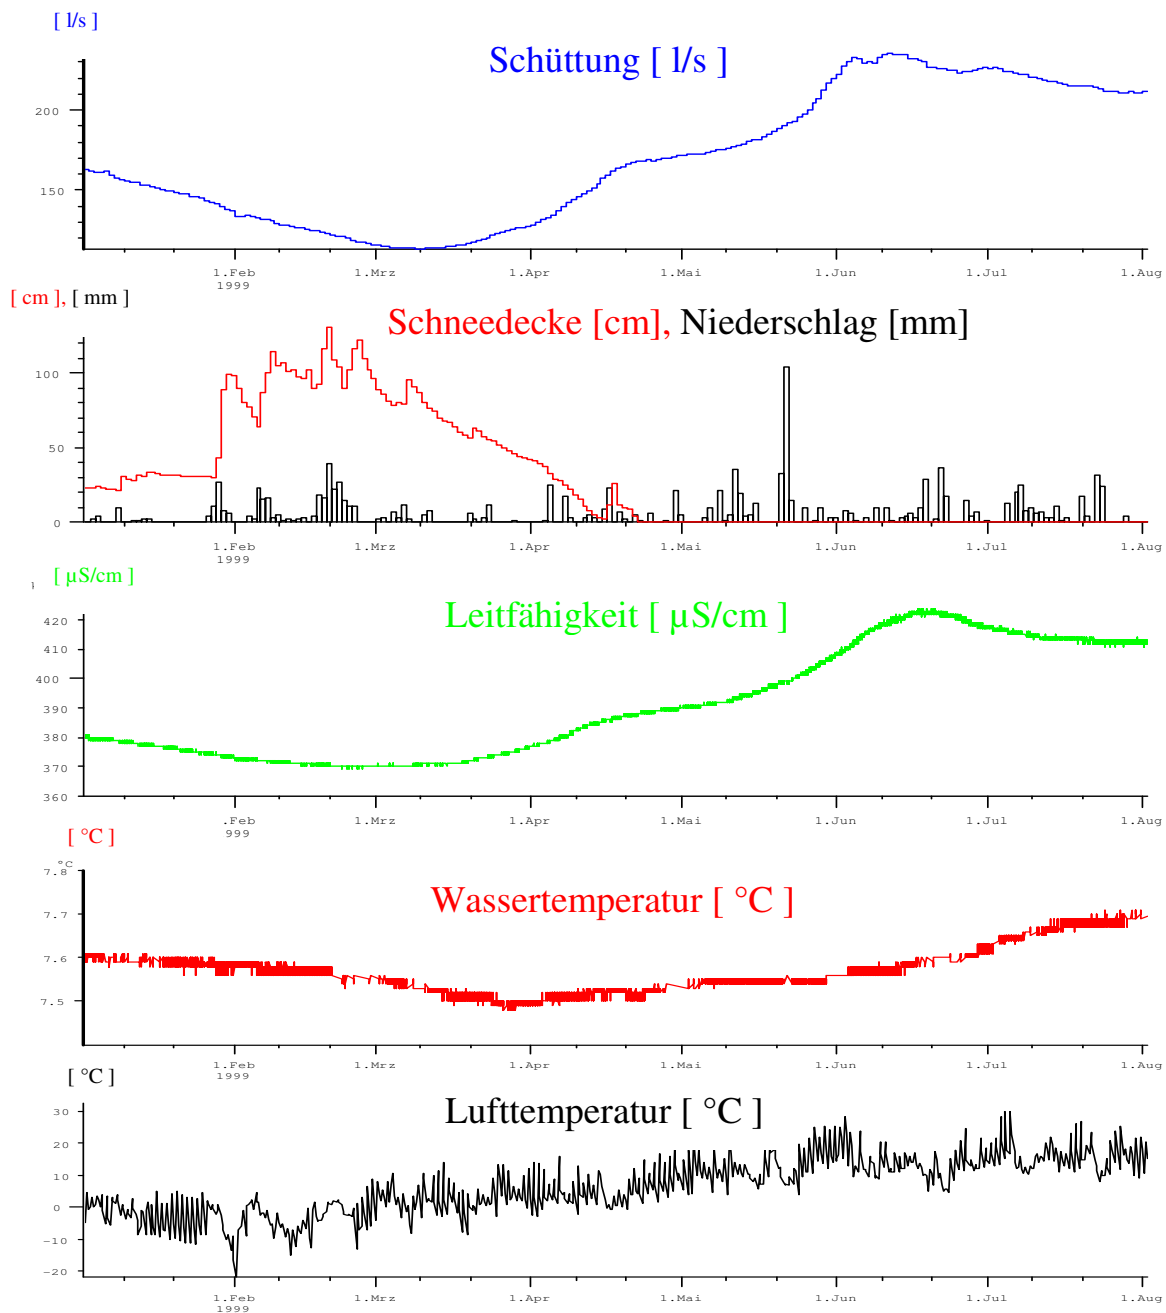 [ l/s ]
Schüttung [ l/s ]
200
150
1.Feb 1.Mrz 1.Apr 1.Mai 1.Jun 1.Jul 1.Aug
1999
[ cm ], [ mm ]
Schneedecke [cm], Niederschlag [mm]
100
50
0
1.Feb 1.Mrz 1.Apr 1.Mai 1.Jun 1.Jul 1.Aug
1999
[ µS/cm ]
Leitfähigkeit [ µS/cm ]
420
410
400
390
380
370
360
.Feb 1.Mrz 1.Apr 1.Mai 1.Jun 1.Jul 1.Aug
999
[ °C ]
°C
7.8
Wassertemperatur [ °C ]
7.7
7.6
7.5
1.Feb 1.Mrz 1.Apr 1.Mai 1.Jun 1.Jul 1.Aug
1999
[ °C ]
Lufttemperatur [ °C ]
30
20
10
0
-10
-20
1.Feb 1.Mrz 1.Apr 1.Mai 1.Jun 1.Jul 1.Aug
1999